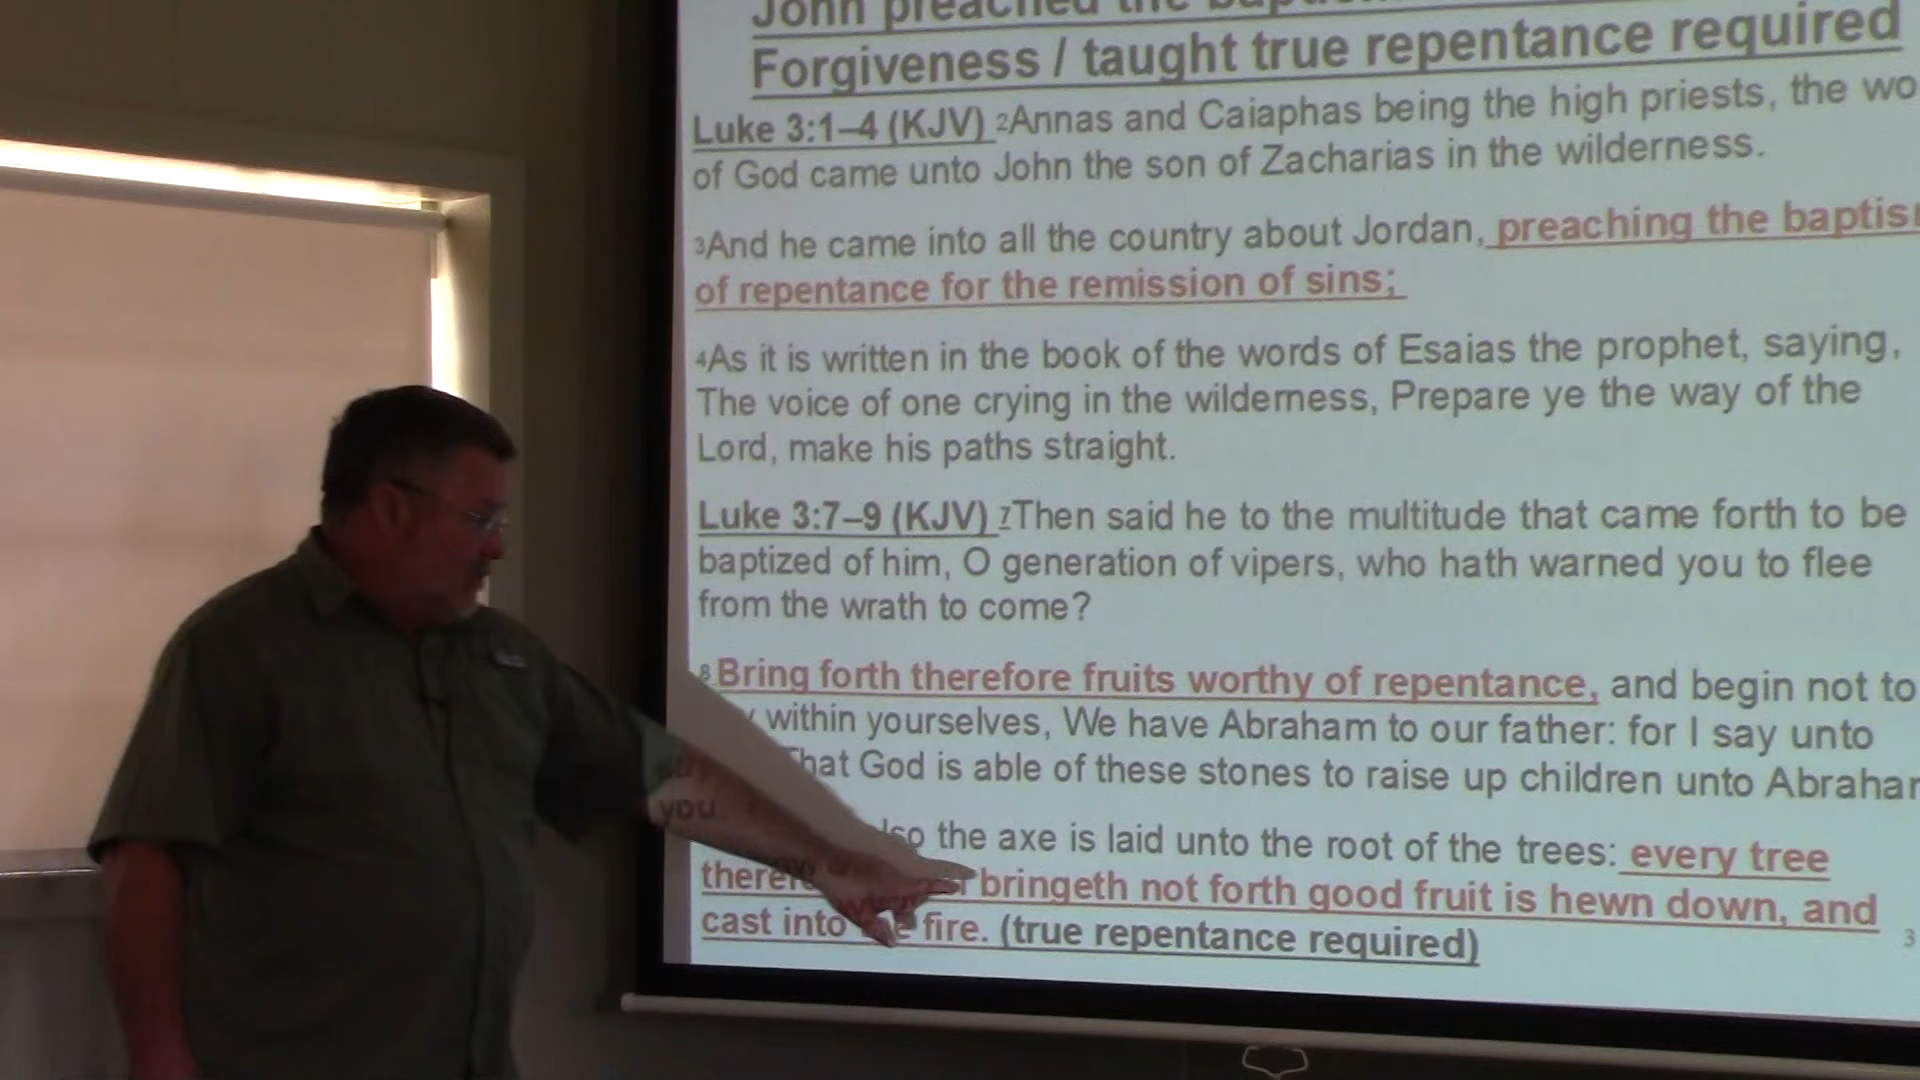 John preached the
Forgiveness / taught true repentance required
Luke 3:1–4 (KJV) 2Annas and Caiaphas being the high priests, the wo
of God came unto John the son of Zacharias in the wilderness.
3And he came into all the country about Jordan, preaching the baptis
of repentance for the remission of sins;
4As it is written in the book of the words of Esaias the prophet, saying,
The voice of one crying in the wilderness, Prepare ye the way of the
Lord, make his paths straight.
Luke 3:7–9 (KJV) 7Then said he to the multitude that came forth to be
baptized of him, O generation of vipers, who hath warned you to flee
from the wrath to come?
8Bring forth therefore fruits worthy of repentance, and begin not to
within yourselves, We have Abraham to our father: for I say unto
you, That God is able of these stones to raise up children unto Abraha
also the axe is laid unto the root of the trees: every tree
bringeth not forth good fruit is hewn down, and
cast into the fire. (true repentance required)
3